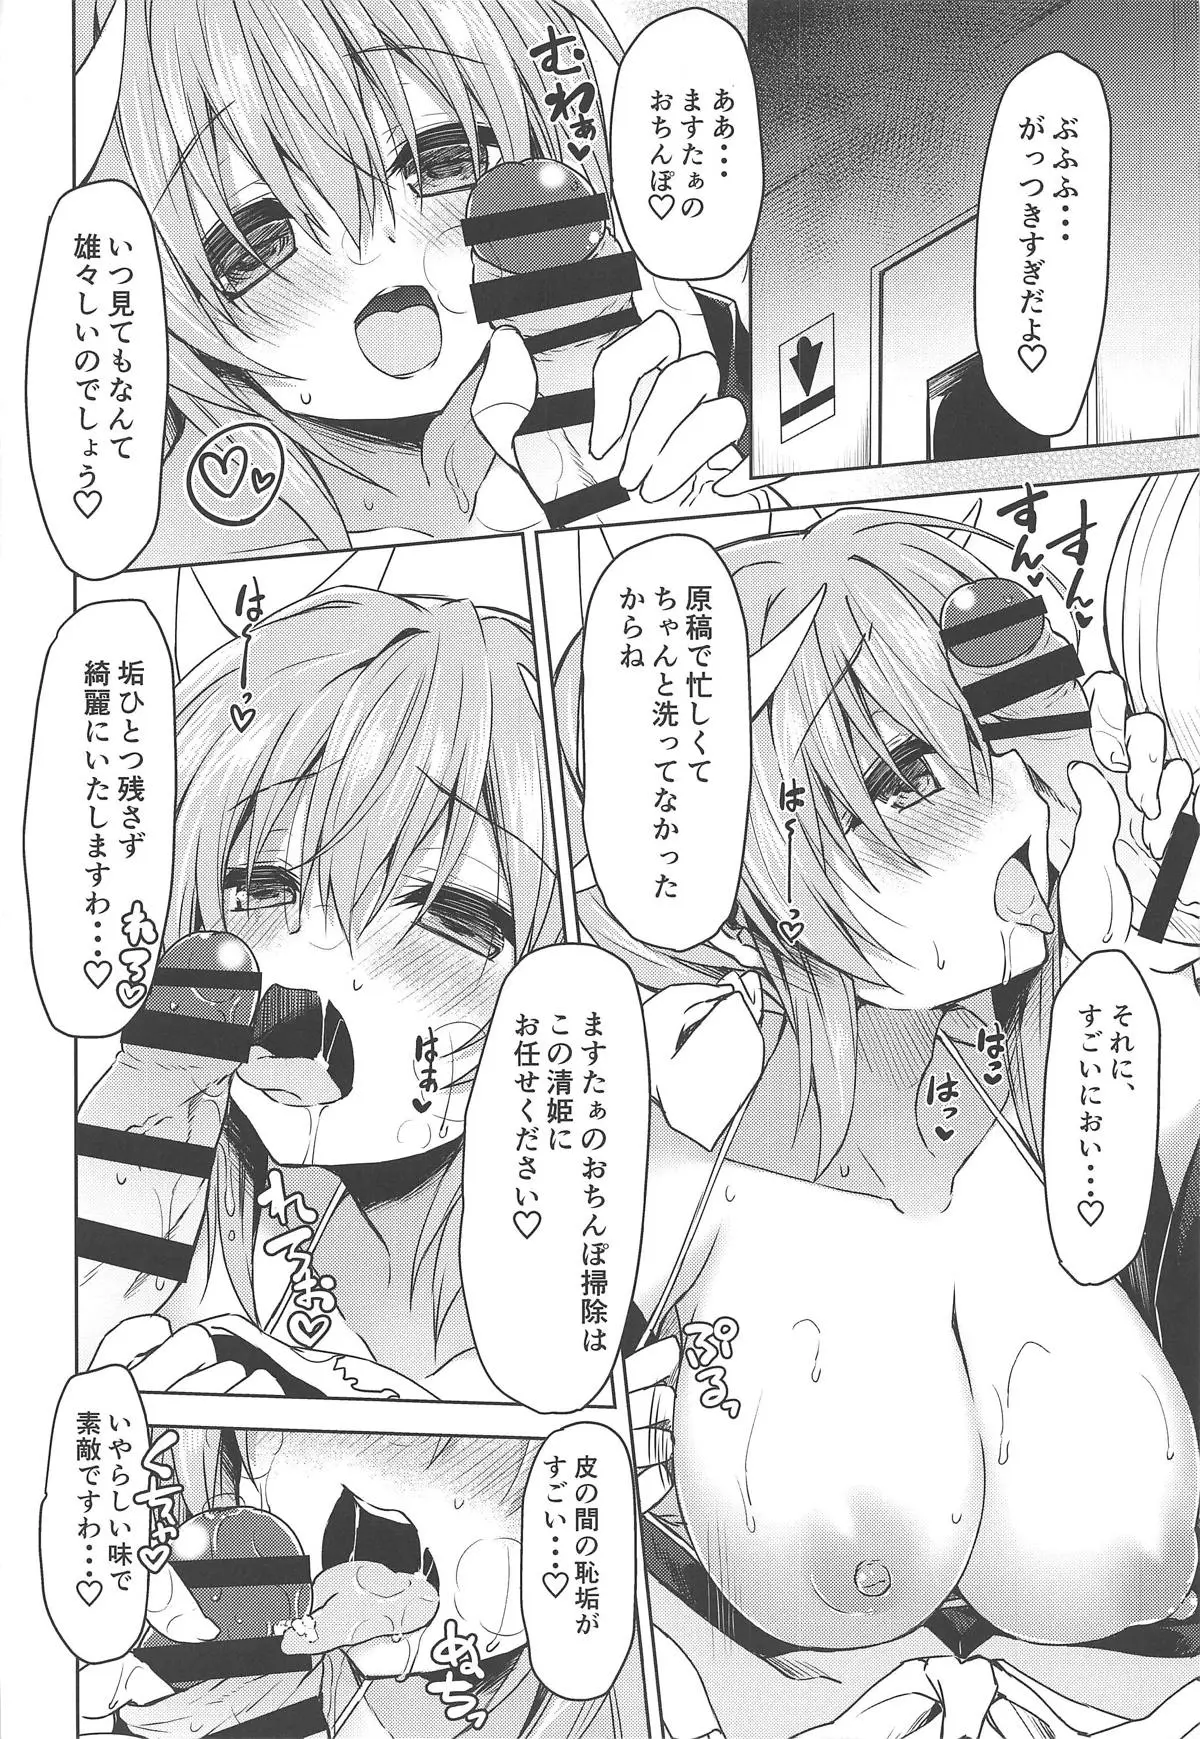 ぶふふ・・・
がっつきすぎだよ♡
ああ・・・
ますたぁの
おちんぽ♡
むわぁ♡
いつ見てもなんて
雄々しいのでしょう♡
すんすん♡
すん♡
原稿で忙しくて
ちゃんと洗ってなかった
からね
は〜っ♡
それに、
すごいにおい・・・♡
はぁっ♡
はっ♡
ぷるっ
ますたぁのおちんぽ掃除は
この清姫に
お任せください♡
は〜っ♡
垢ひとつ残さず
綺麗にいたしますわ・・・♡
れろ♡
はぁ♡
れろぉ♡
皮の間の恥垢が
すごい・・・♡
ぬちっ
くちゃ♡
いやらしい味で
素敵ですわ・・・♡